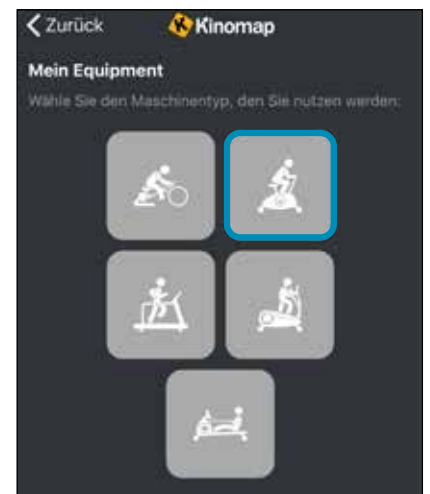 Zurück
Kinomap
Mein Equipment
Wähle Sie den Maschinentyp, den Sie nutzen werden: